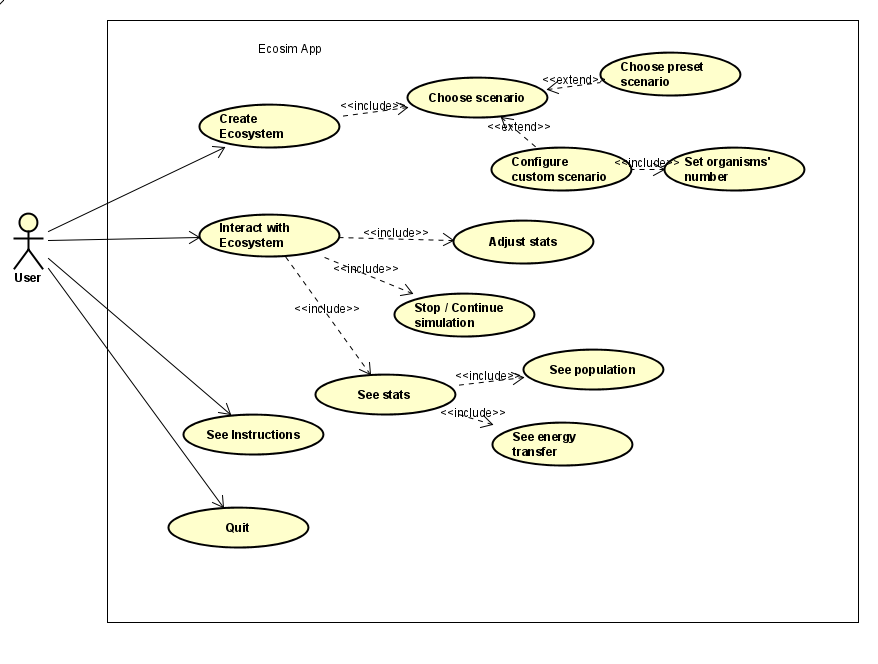 Ecosim App
Choose preset
scenario
<<extend>>
Choose scenario
<<include>>
Create
Ecosystem
<<extend>>
Configure
custom scenario
<<include>>
Set organisms'
number
Interact with
Ecosystem
<<include>>
Adjust stats
<<include>>
User
Stop / Continue
simulation
<<include>>
See stats
<<include>>
See population
<<include>>
See energy
transfer
See Instructions
Quit